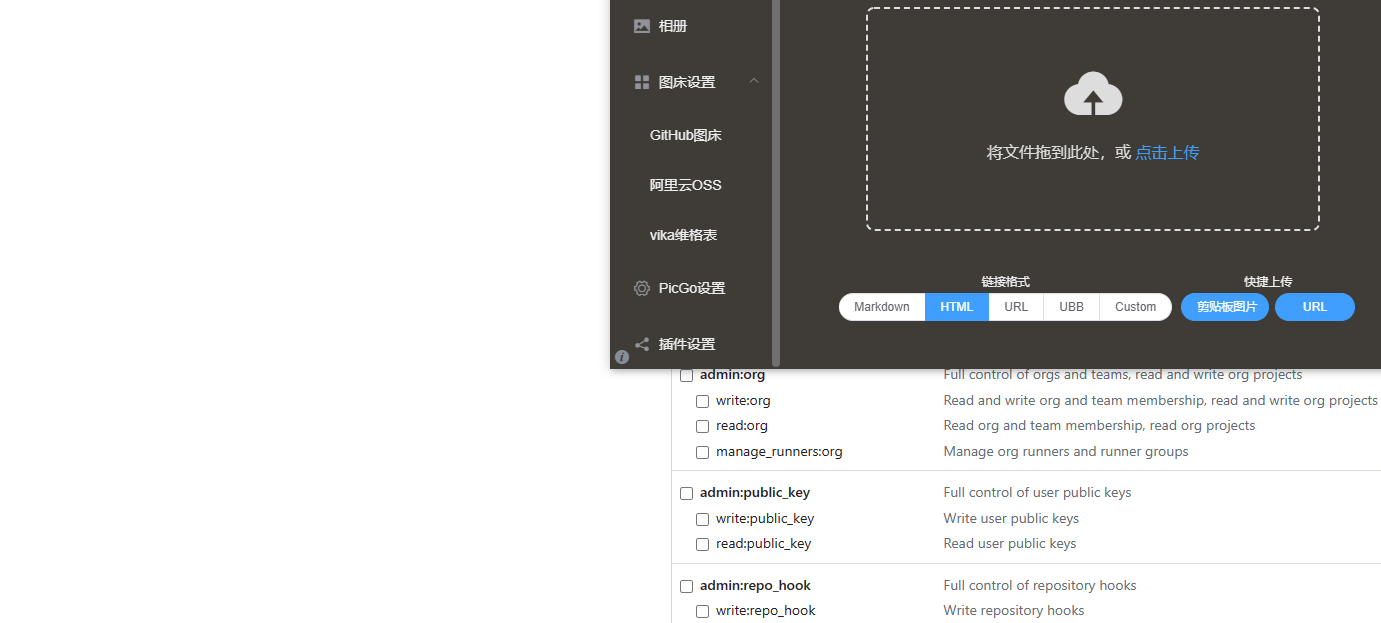 相册
图床设置
GitHub图床
阿里云OSS
vika维格表
PicGo设置
插件设置
将文件拖到此处，或 点击上传
链接格式 快捷上传
Markdown HTML URL UBB Custom 剪贴板图片 URL
admin:org Full control of orgs and teams, read and write org projects
write:org Read and write org and team membership, read and write org projects
read:org Read org and team membership, read org projects
manage_runners:org Manage org runners and runner groups
admin:public_key Full control of user public keys
write:public_key Write user public keys
read:public_key Read user public keys
admin:repo_hook Full control of repository hooks
write:repo_hook Write repository hooks